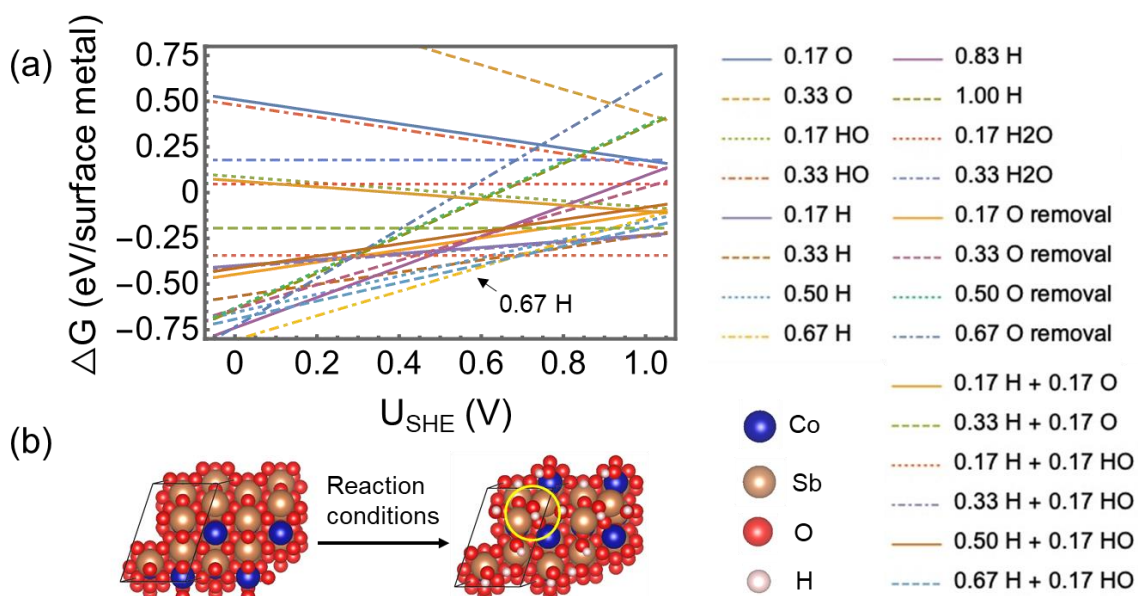 (a)
ΔG (eV/surface metal)
0.75
0.50
0.25
0
−0.25
−0.50
−0.75
0.67 H
0 0.2 0.4 0.6 0.8 1.0
U_SHE (V)
0.17 O
0.33 O
0.17 HO
0.33 HO
0.17 H
0.33 H
0.50 H
0.67 H
0.83 H
1.00 H
0.17 H2O
0.33 H2O
0.17 O removal
0.33 O removal
0.50 O removal
0.67 O removal
0.17 H + 0.17 O
0.33 H + 0.17 O
0.17 H + 0.17 HO
0.33 H + 0.17 HO
0.50 H + 0.17 HO
0.67 H + 0.17 HO
(b)
Reaction
conditions
Co
Sb
O
H